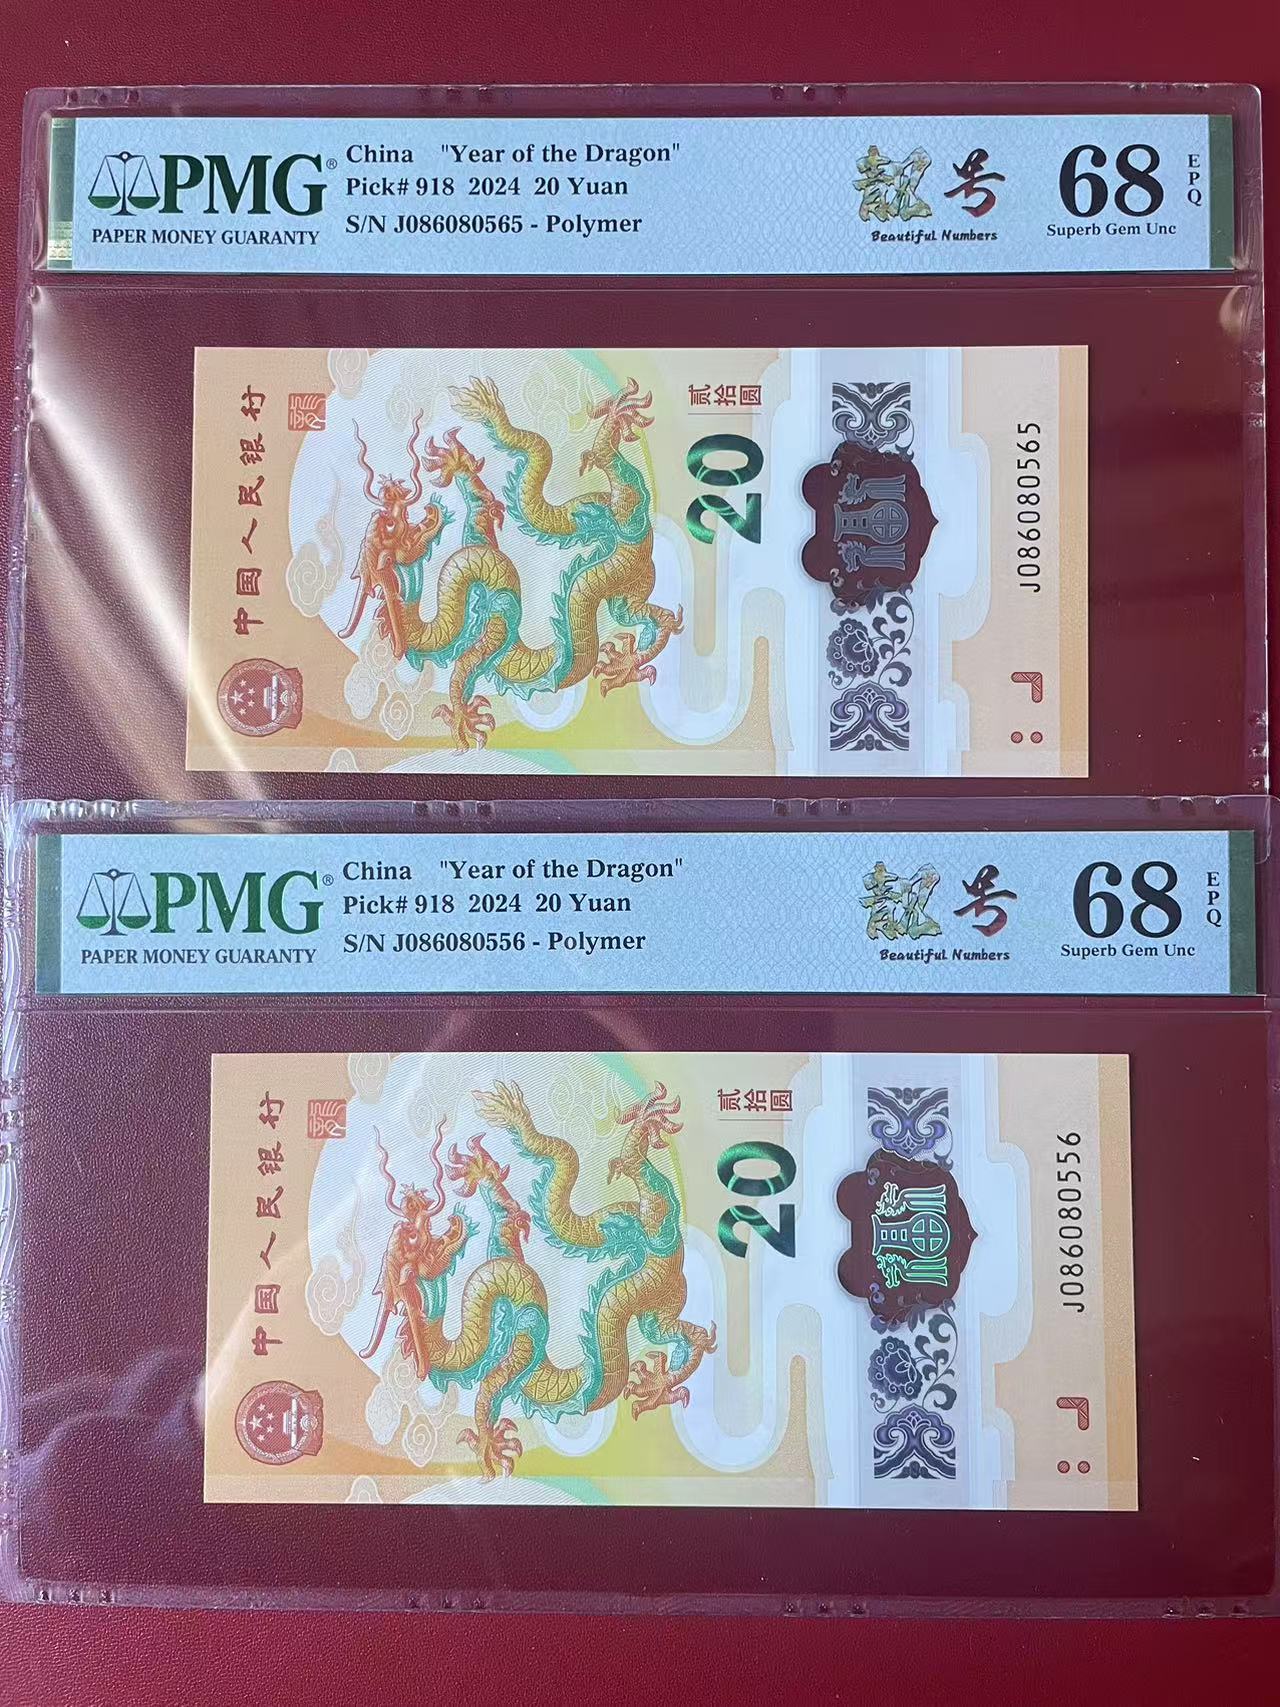 PMG®
PAPER MONEY GUARANTY
China "Year of the Dragon"
Pick# 918 2024 20 Yuan
S/N J086080565 - Polymer
靓号
Beautiful Numbers
68
EPQ
Superb Gem Unc
中国人民银行
贰拾圆
20
J086080565
PMG®
PAPER MONEY GUARANTY
China "Year of the Dragon"
Pick# 918 2024 20 Yuan
S/N J086080556 - Polymer
靓号
Beautiful Numbers
68
EPQ
Superb Gem Unc
中国人民银行
贰拾圆
20
J086080556